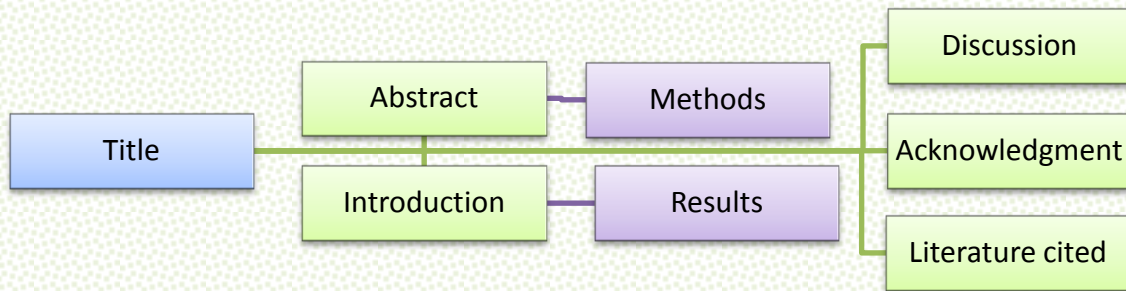 Title
Abstract
Introduction
Methods
Results
Discussion
Acknowledgment
Literature cited